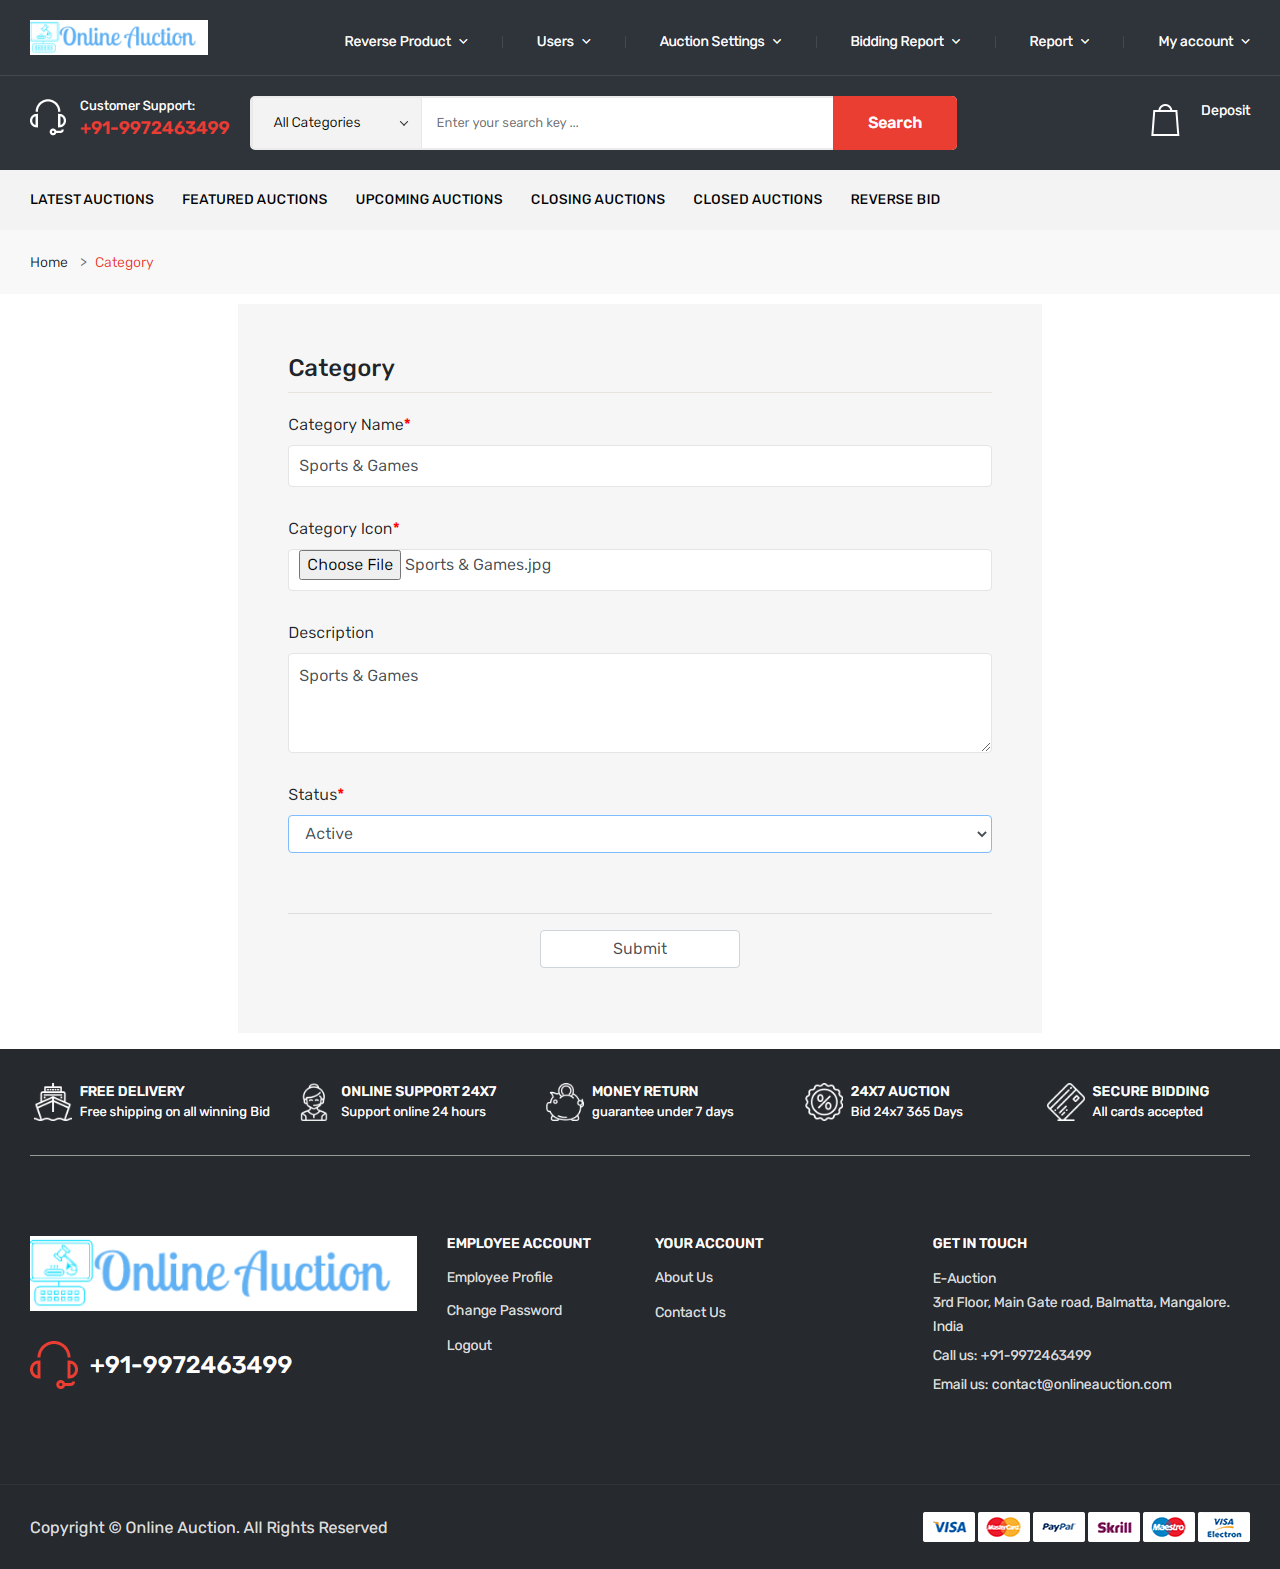 Online Auction
Reverse Product
Users
Auction Settings
Bidding Report
Report
My account
Customer Support:
+91-9972463499
All Categories
Enter your search key ...
Search
Deposit
LATEST AUCTIONS
FEATURED AUCTIONS
UPCOMING AUCTIONS
CLOSING AUCTIONS
CLOSED AUCTIONS
REVERSE BID
Home > Category
Category
Category Name*
Sports & Games
Category Icon*
Choose File Sports & Games.jpg
Description
Sports & Games
Status*
Active
Submit
FREE DELIVERY
Free shipping on all winning Bid
ONLINE SUPPORT 24X7
Support online 24 hours
MONEY RETURN
guarantee under 7 days
24X7 AUCTION
Bid 24x7 365 Days
SECURE BIDDING
All cards accepted
Online Auction
+91-9972463499
EMPLOYEE ACCOUNT
Employee Profile
Change Password
Logout
YOUR ACCOUNT
About Us
Contact Us
GET IN TOUCH
E-Auction
3rd Floor, Main Gate road, Balmatta, Mangalore.
India
Call us: +91-9972463499
Email us: contact@onlineauction.com
Copyright © Online Auction. All Rights Reserved
VISA
MasterCard
PayPal
Skrill
Maestro
VISA
Electron